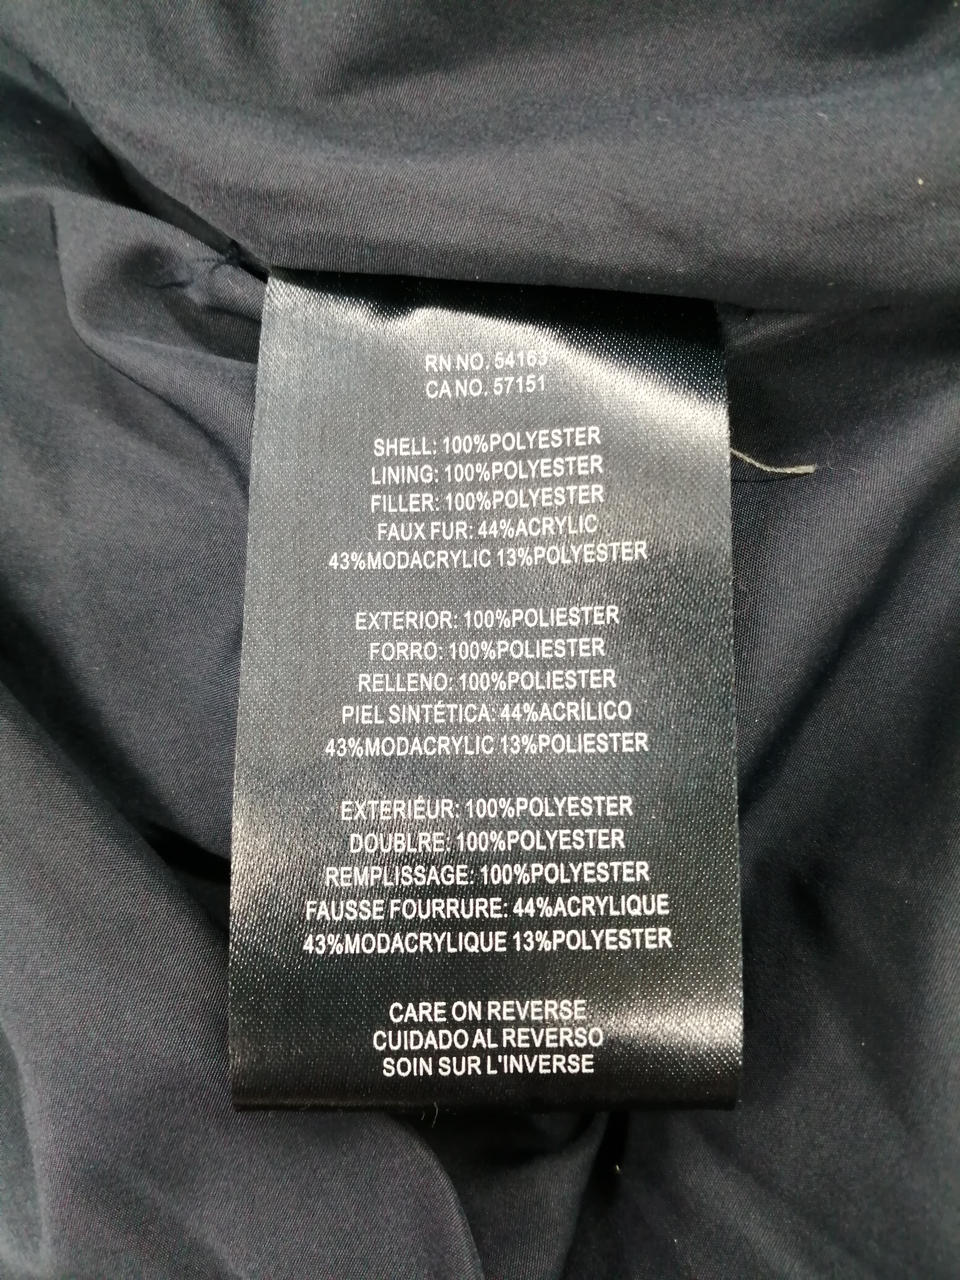 RN NO. 54163
CA NO. 57151
SHELL: 100%POLYESTER
LINING: 100%POLYESTER
FILLER: 100%POLYESTER
FAUX FUR: 44%ACRYLIC
43%MODACRYLIC 13%POLYESTER
EXTERIOR: 100%POLIESTER
FORRO: 100%POLIESTER
RELLENO: 100%POLIESTER
PIEL SINTÉTICA: 44%ACRÍLICO
43%MODACRYLIC 13%POLIESTER
EXTERIÉUR: 100%POLYESTER
DOUBLRE: 100%POLYESTER
REMPLISSAGE: 100%POLYESTER
FAUSSE FOURRURE: 44%ACRYLIQUE
43%MODACRYLIQUE 13%POLYESTER
CARE ON REVERSE
CUIDADO AL REVERSO
SOIN SUR L'INVERSE